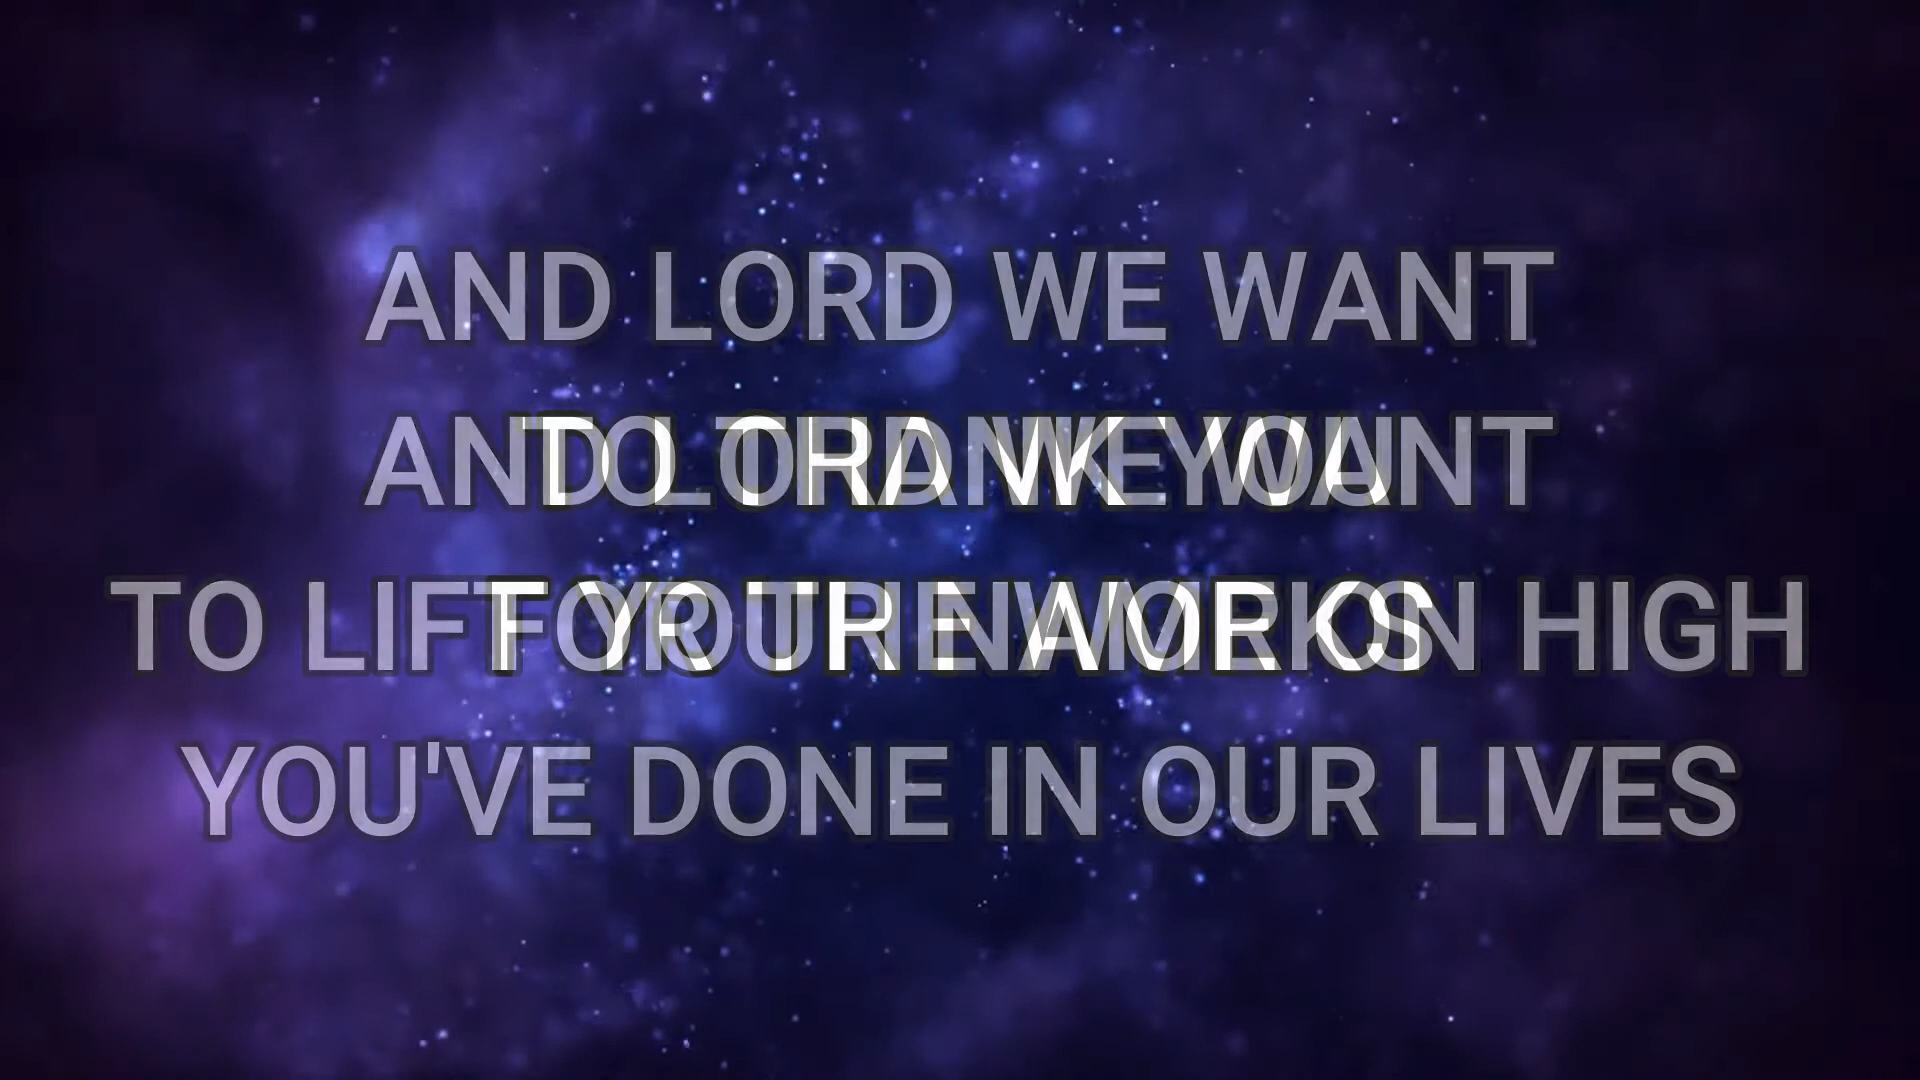 AND LORD WE WANT
TO THANK YOU
FOR THE WORKS
YOU'VE DONE IN OUR LIVES
AND LORD WE WANT
TO LIFT YOUR NAME ON HIGH